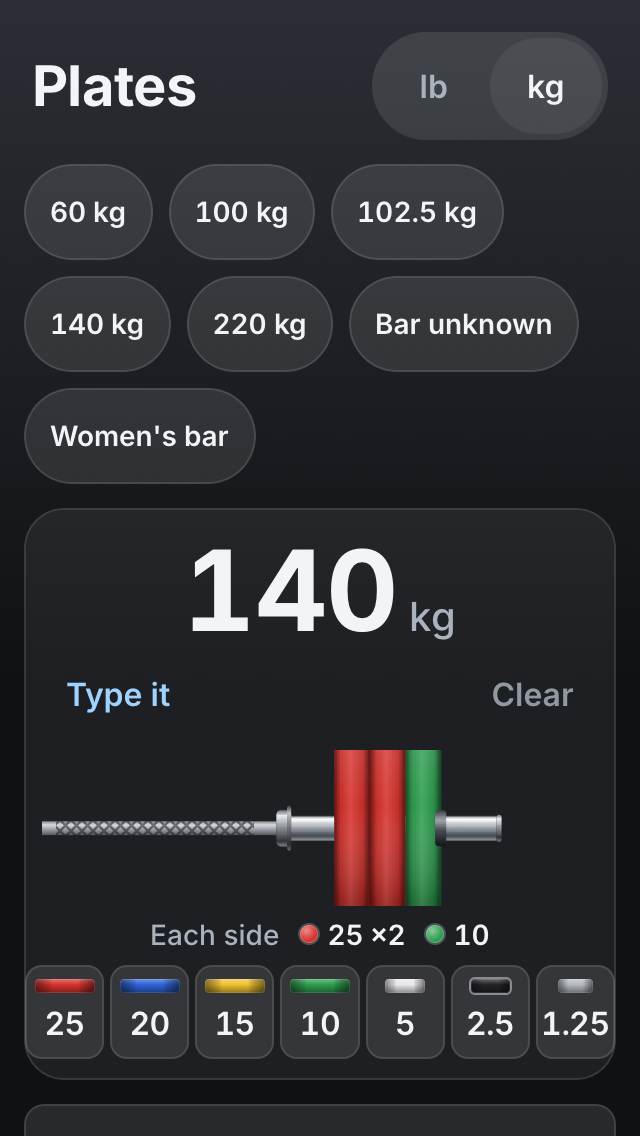 Plates
lb kg
60 kg 100 kg 102.5 kg
140 kg 220 kg Bar unknown
Women's bar
140 kg
Type it Clear
Each side 25 ×2 10
25 20 15 10 5 2.5 1.25